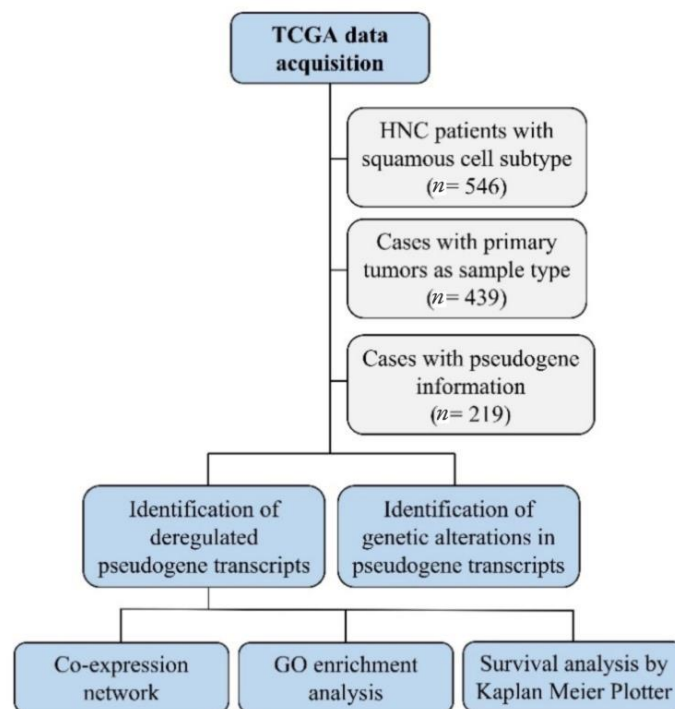 TCGA data
acquisition
HNC patients with
squamous cell subtype
(n= 546)
Cases with primary
tumors as sample type
(n= 439)
Cases with pseudogene
information
(n= 219)
Identification of
deregulated
pseudogene transcripts
Identification of
genetic alterations in
pseudogene transcripts
Co-expression
network
GO enrichment
analysis
Survival analysis by
Kaplan Meier Plotter